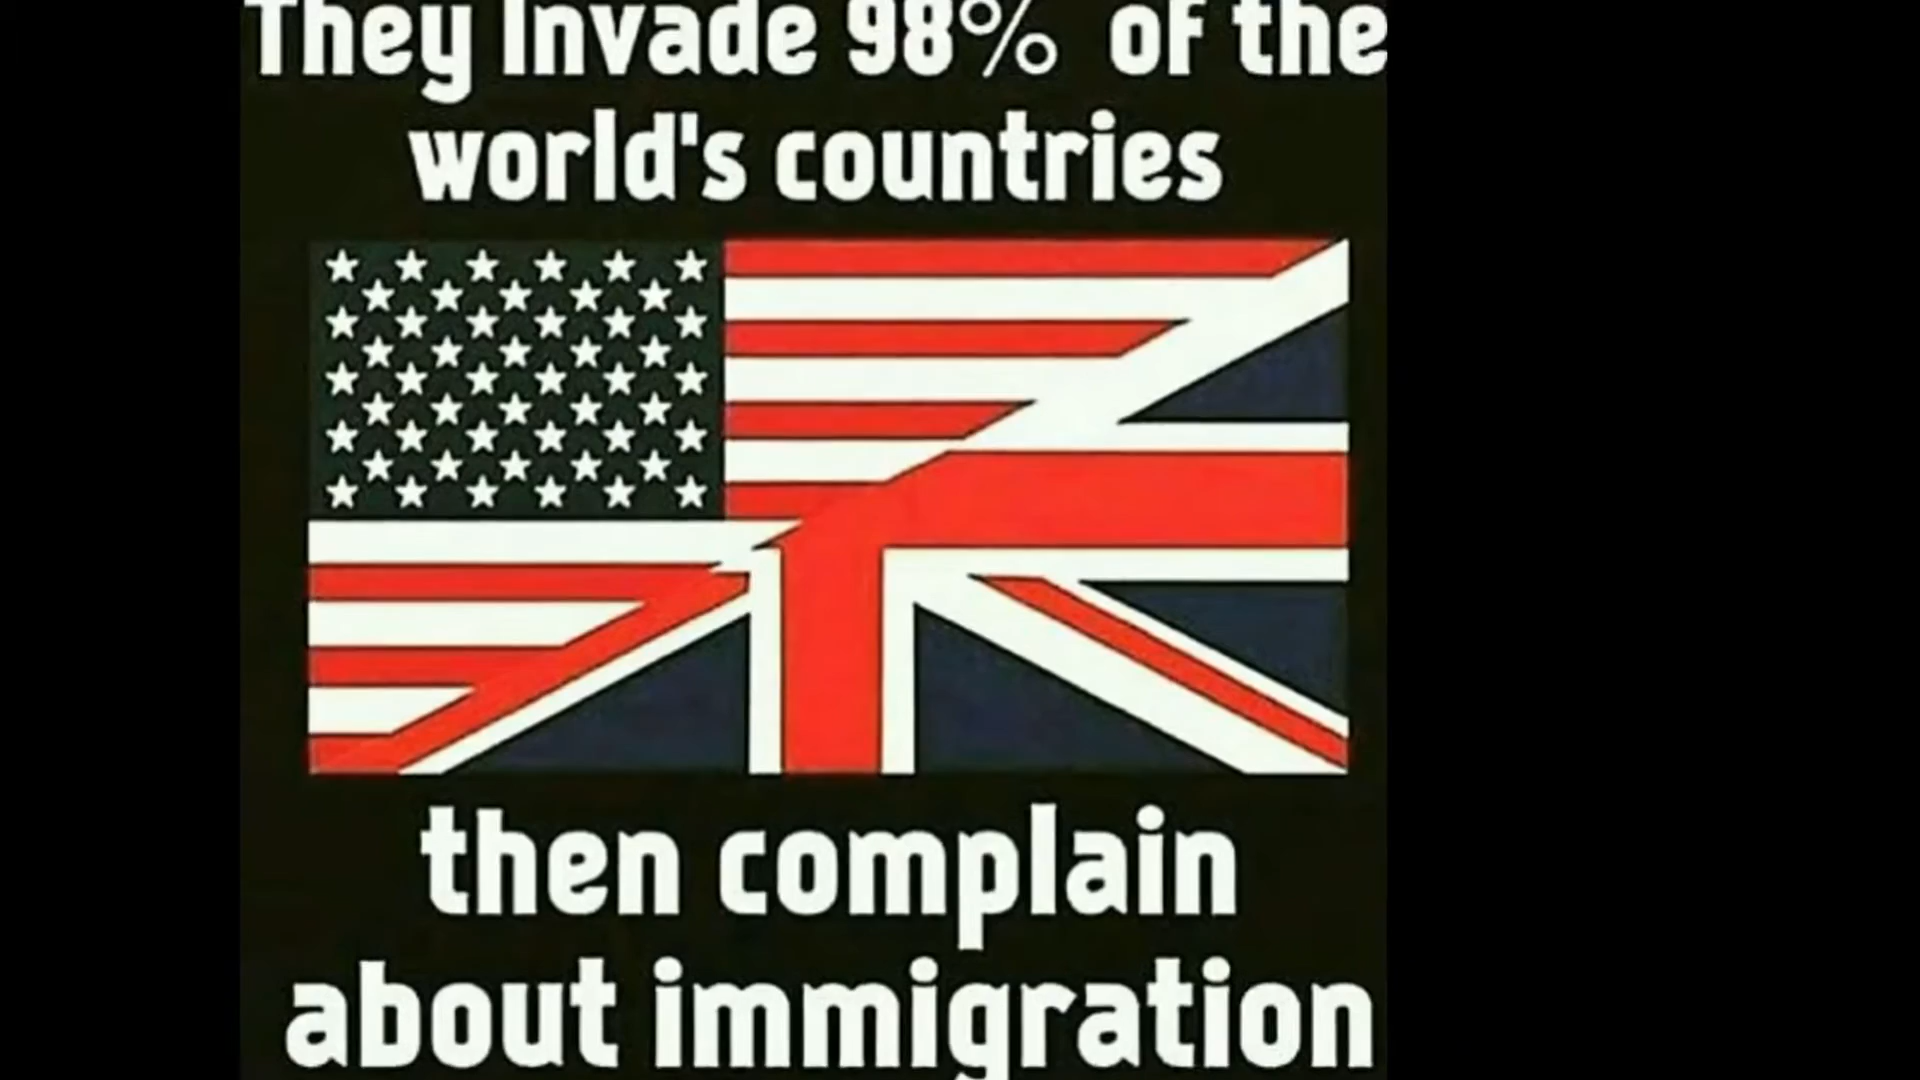 They Invade 98% of the
world's countries
then complain
about immigration